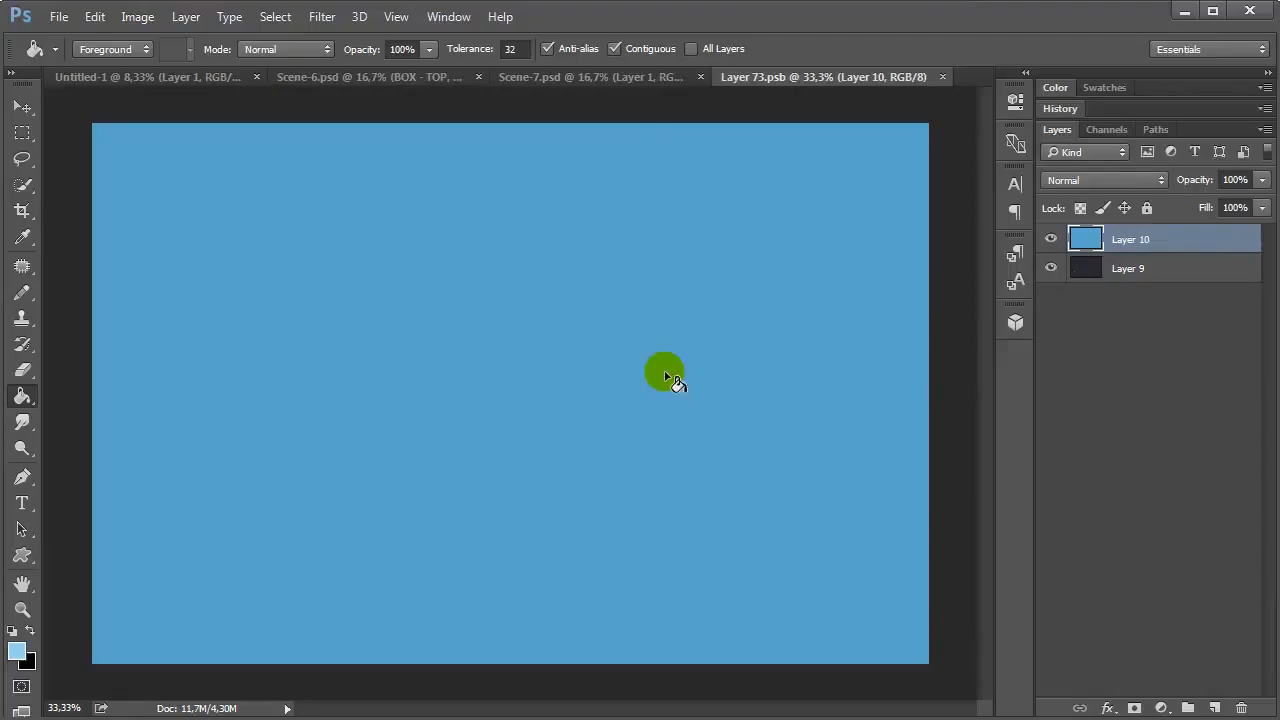 Ps File Edit Image Layer Type Select Filter 3D View Window Help
Foreground Mode: Normal Opacity: 100% Tolerance: 32 Anti-alias Contiguous All Layers Essentials
Untitled-1 @ 8,33% (Layer 1, RGB/... Scene-6.psd @ 16,7% (BOX - TOP, ... Scene-7.psd @ 16,7% (Layer 1, RG... Layer 73.psb @ 33,3% (Layer 10, RGB/8)
Color Swatches
History
Layers Channels Paths
Kind
Normal Opacity: 100%
Lock: Fill: 100%
Layer 10
Layer 9
33,33% Doc: 11,7M/4,30M